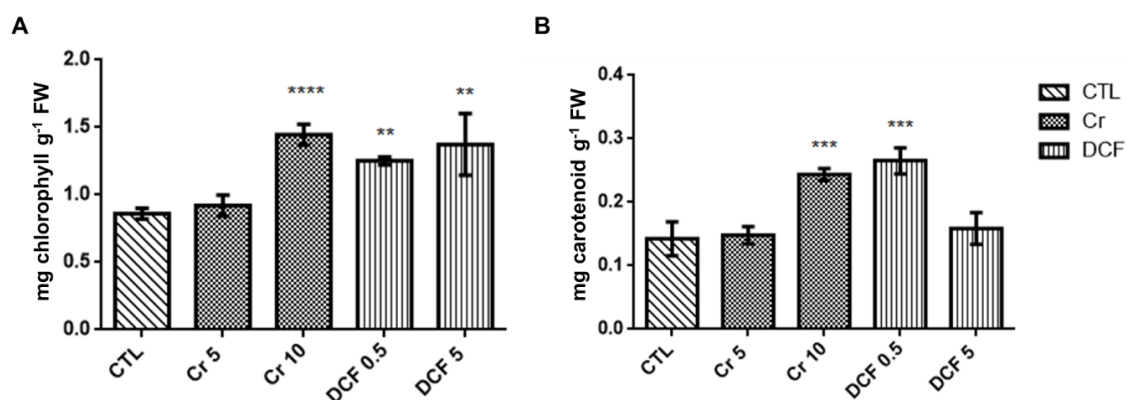 A
mg chlorophyll g⁻¹ FW
2.0
1.5
1.0
0.5
0.0
****
**
**
CTL
Cr 5
Cr 10
DCF 0.5
DCF 5
B
mg carotenoid g⁻¹ FW
0.4
0.3
0.2
0.1
0.0
***
***
CTL
Cr 5
Cr 10
DCF 0.5
DCF 5
CTL
Cr
DCF